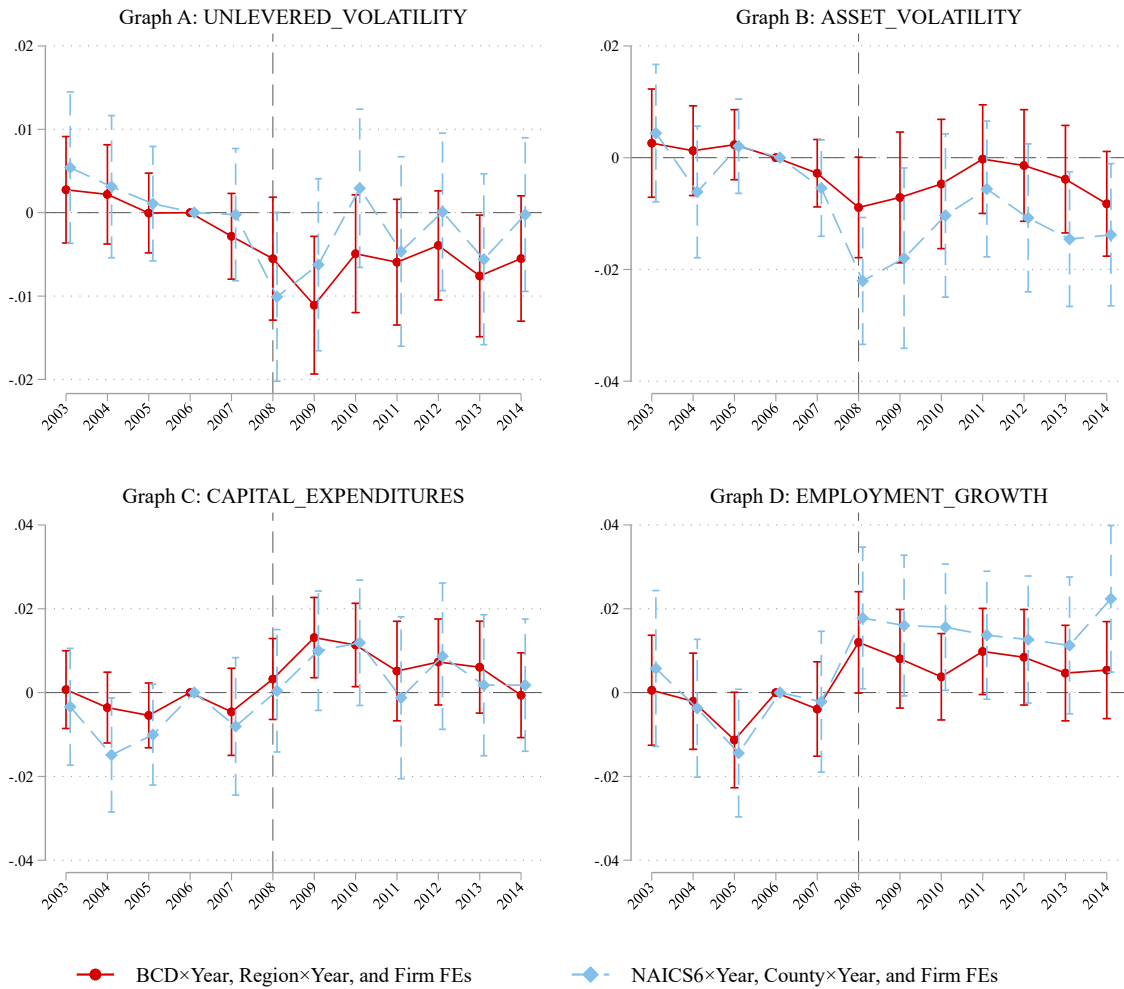 Graph A: UNLEVERED_VOLATILITY
.02
.01
0
-.01
-.02
2003 2004 2005 2006 2007 2008 2009 2010 2011 2012 2013 2014
Graph B: ASSET_VOLATILITY
.02
0
-.02
-.04
2003 2004 2005 2006 2007 2008 2009 2010 2011 2012 2013 2014
Graph C: CAPITAL_EXPENDITURES
.04
.02
0
-.02
-.04
2003 2004 2005 2006 2007 2008 2009 2010 2011 2012 2013 2014
Graph D: EMPLOYMENT_GROWTH
.04
.02
0
-.02
-.04
2003 2004 2005 2006 2007 2008 2009 2010 2011 2012 2013 2014
BCD×Year, Region×Year, and Firm FEs
NAICS6×Year, County×Year, and Firm FEs